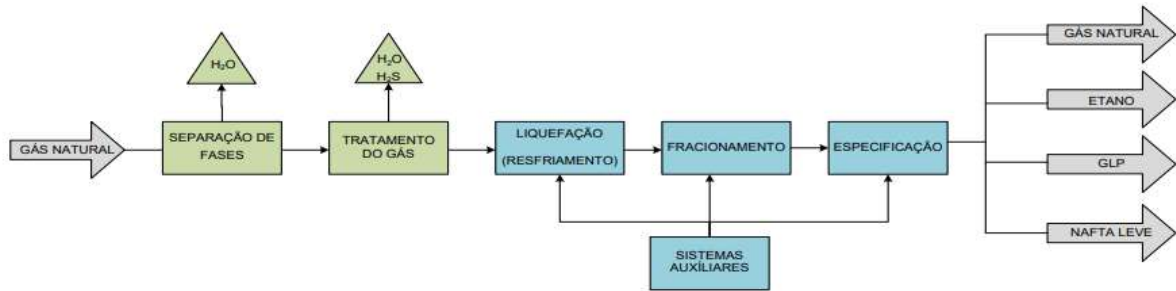 GÁS NATURAL
H₂O
SEPARAÇÃO DE
FASES
H₂O
H₂S
TRATAMENTO
DO GÁS
LIQUEFAÇÃO
(RESFRIAMENTO)
FRACIONAMENTO
ESPECIFICAÇÃO
SISTEMAS
AUXÍLIARES
GÁS NATURAL
ETANO
GLP
NAFTA LEVE